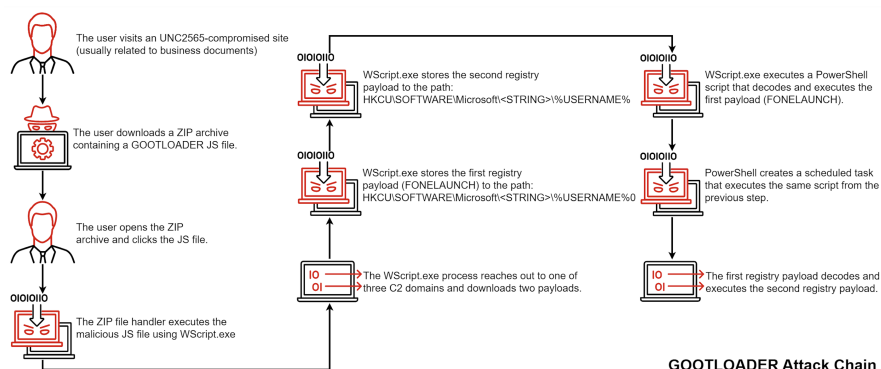 The user visits an UNC2565-compromised site
(usually related to business documents)
The user downloads a ZIP archive
containing a GOOTLOADER JS file.
The user opens the ZIP
archive and clicks the JS file.
OIOIOIIO
The ZIP file handler executes the
malicious JS file using WScript.exe
IO
OI
The WScript.exe process reaches out to one of
three C2 domains and downloads two payloads.
OIOIOIIO
WScript.exe stores the first registry
payload (FONELAUNCH) to the path:
HKCU\SOFTWARE\Microsoft\<STRING>\%USERNAME%0
OIOIOIIO
WScript.exe stores the second registry
payload to the path:
HKCU\SOFTWARE\Microsoft\<STRING>\%USERNAME%
OIOIOIIO
WScript.exe executes a PowerShell
script that decodes and executes the
first payload (FONELAUNCH).
OIOIOIIO
PowerShell creates a scheduled task
that executes the same script from the
previous step.
IO
OI
The first registry payload decodes and
executes the second registry payload.
GOOTLOADER Attack Chain